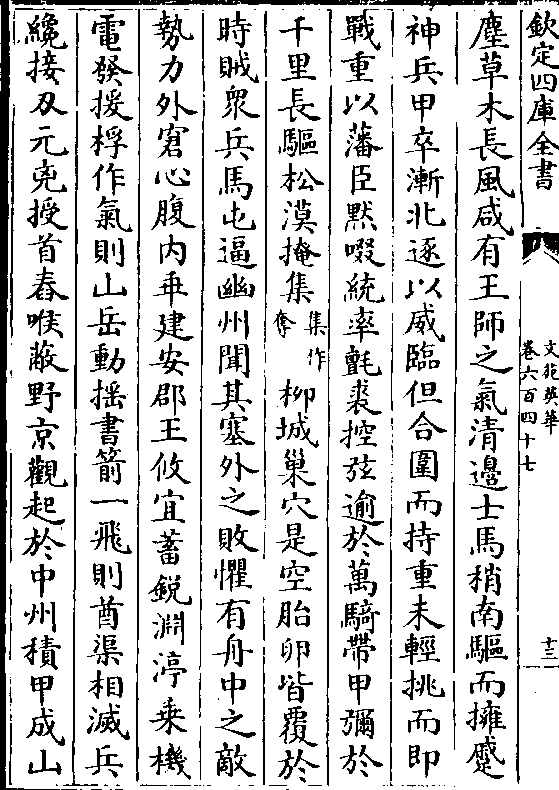 欽定四庫全書
文苑英華
卷六百四十七
十三
塵草木長風咸有王師之氣清邊士馬稍南驅而擁蹙
神兵甲卒漸北逐以威臨但合圍而持重未輕挑而即
戰重以藩臣黙啜統率氈裘控弦逾於萬騎帶甲彌於
千里長驅松漠掩集集作奪柳城巢穴是空胎卵皆覆於
時賊衆兵馬屯逼幽州聞其塞外之敗懼有舟中之敵
勢力外窘心腹内乖建安郡王攸宜蓄鋭淵渟乗機
電發援桴作氣則山岳動揺書箭一飛則酋渠相滅兵
纔接刄元兇授首舂喉蔽野京觀起於中州積甲成山